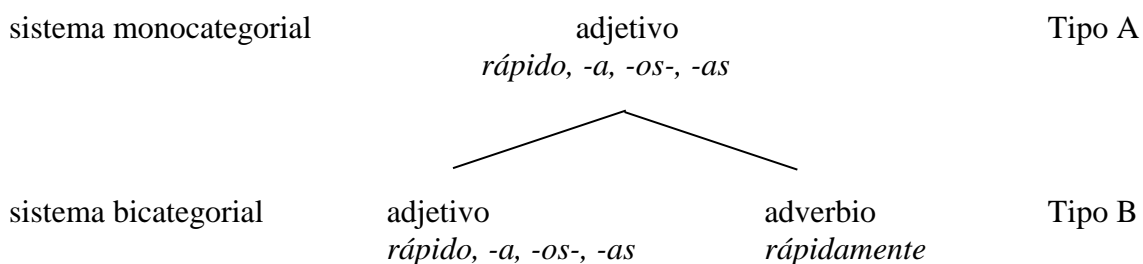 sistema monocategorial adjetivo Tipo A
rápido, -a, -os-, -as
sistema bicategorial adjetivo adverbio Tipo B
rápido, -a, -os-, -as rápidamente